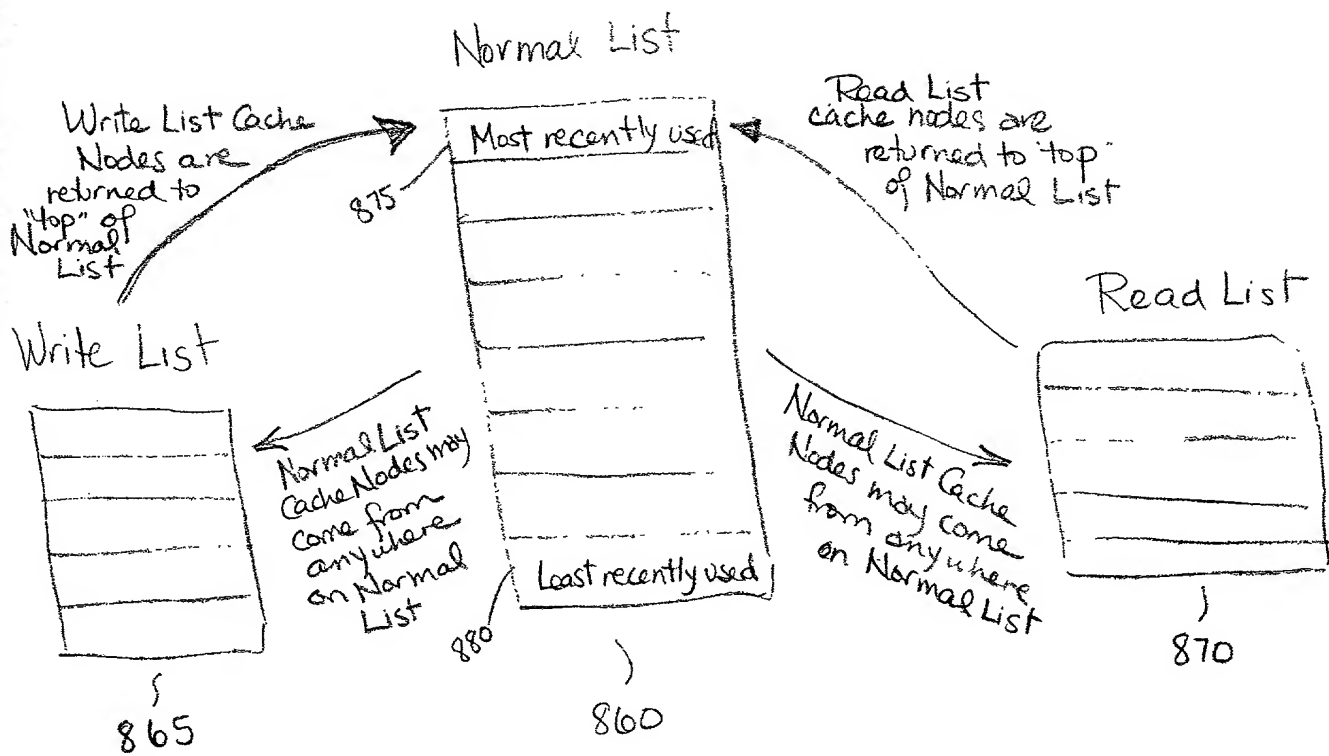 Normal List
Write List Cache
Nodes are
returned to
"top" of
Normal
List
Most recently used
875
Read List
cache nodes are
returned to "top"
of Normal List
Write List
Read List
Normal List
Cache Nodes may
come from
anywhere
on Normal
List
Normal List Cache
Nodes may come
from anywhere
on Normal List
Least recently used
880
865
860
870